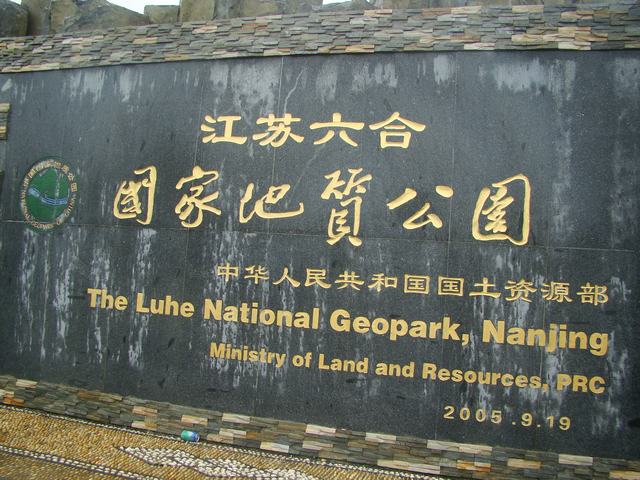 江苏六合
國家地質公園
中华人民共和国国土资源部
The Luhe National Geopark, Nanjing
Ministry of Land and Resources, PRC
2005.9.19